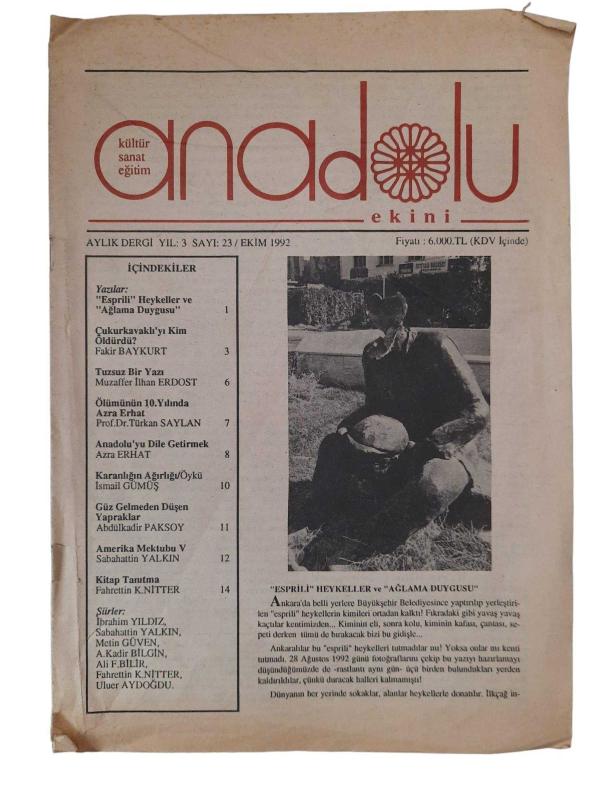 anadolu
kültür
sanat
eğitim
ekini
AYLIK DERGİ YIL: 3 SAYI: 23 / EKİM 1992
Fiyatı : 6.000.TL (KDV İçinde)
İÇİNDEKİLER
Yazılar:
"Esprili" Heykeller ve
"Ağlama Duygusu" 1
Çukurkavaklı'yı Kim
Öldürdü?
Fakir BAYKURT 3
Tuzsuz Bir Yazı
Muzaffer İlhan ERDOST 6
Ölümünün 10.Yılında
Azra Erhat
Prof.Dr.Türkan SAYLAN 7
Anadolu'yu Dile Getirmek
Azra ERHAT 8
Karanlığın Ağırlığı/Öykü
İsmail GÜMÜŞ 10
Güz Gelmeden Düşen
Yapraklar
Abdülkadir PAKSOY 11
Amerika Mektubu V
Sabahattin YALKIN 12
Kitap Tanıtma
Fahrettin K.NİTTER 14
Şiirler:
İbrahim YILDIZ,
Sabahattin YALKIN,
Metin GÜVEN,
A.Kadir BİLGİN,
Ali F.BİLİR,
Fahrettin K.NİTTER,
Uluer AYDOĞDU.
"ESPRİLİ" HEYKELLER ve "AĞLAMA DUYGUSU"
Ankara'da belli yerlere Büyükşehir Belediyesince yaptırılıp yerleştiri-
len "esprili" heykellerin kimileri ortadan kalktı! Fıkradaki gibi yavaş yavaş
kaçtılar kentimizden... Kiminin eli, sonra kolu, kiminin kafası, çantası, se-
peti derken tümü de bırakacak bizi bu gidişle...
Ankaralılar bu "esprili" heykelleri tutmadılar mı! Yoksa onlar mı kenti
tutmadı. 28 Ağustos 1992 günü fotoğraflarını çekip bu yazıyı hazırlamayı
düşündüğümüzde de -rastlantı aynı gün- üçü birden bulundukları yerden
kaldırıldılar, çünkü duracak halleri kalmamıştı!
Dünyanın her yerinde sokaklar, alanlar heykellerle donatılır. İlkçağ in-